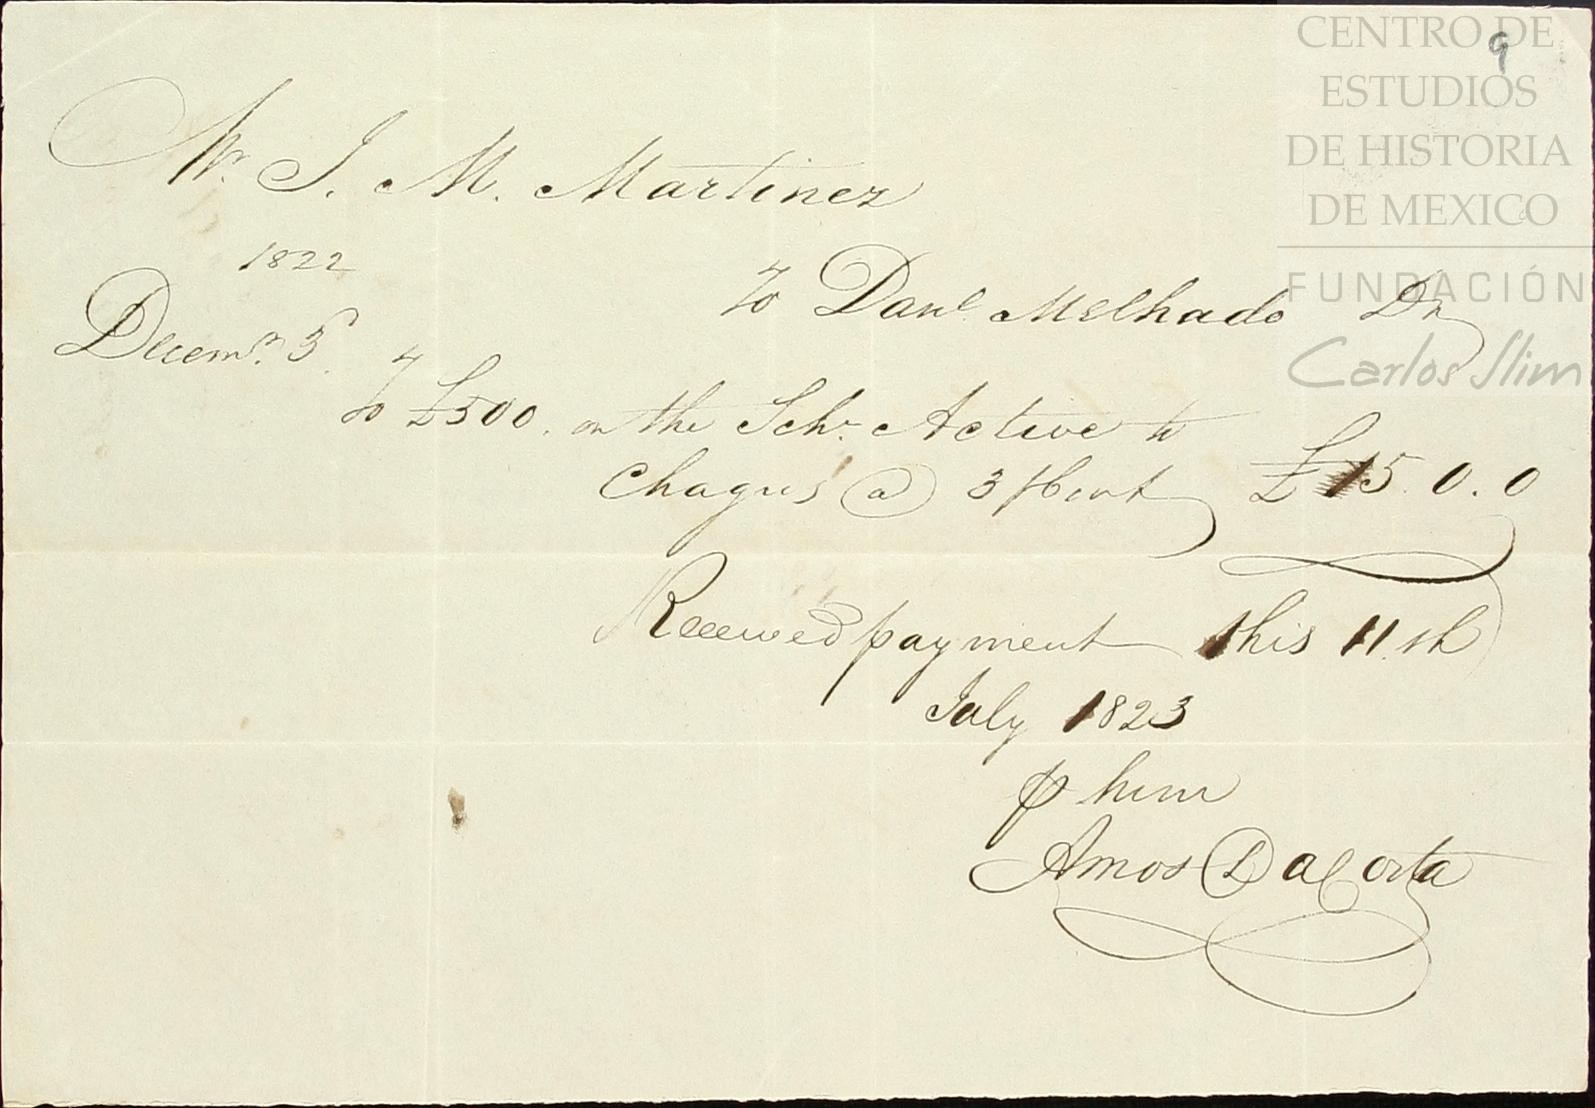 9
CENTRO DE
ESTUDIOS
DE HISTORIA
DE MEXICO
FUNDACIÓN
Carlos Slim
Mr. J. M. Martinez
1822
To Danl. Melhado Dr
Decemr. 5.
To £500. on the Schr. Active to
Chagres @ 3 p Cent £15.0.0
Received payment this 11.th
July 1823
p him
Amos DaCosta